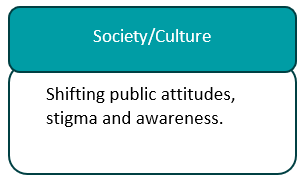 Society/Culture
Shifting public attitudes,
stigma and awareness.